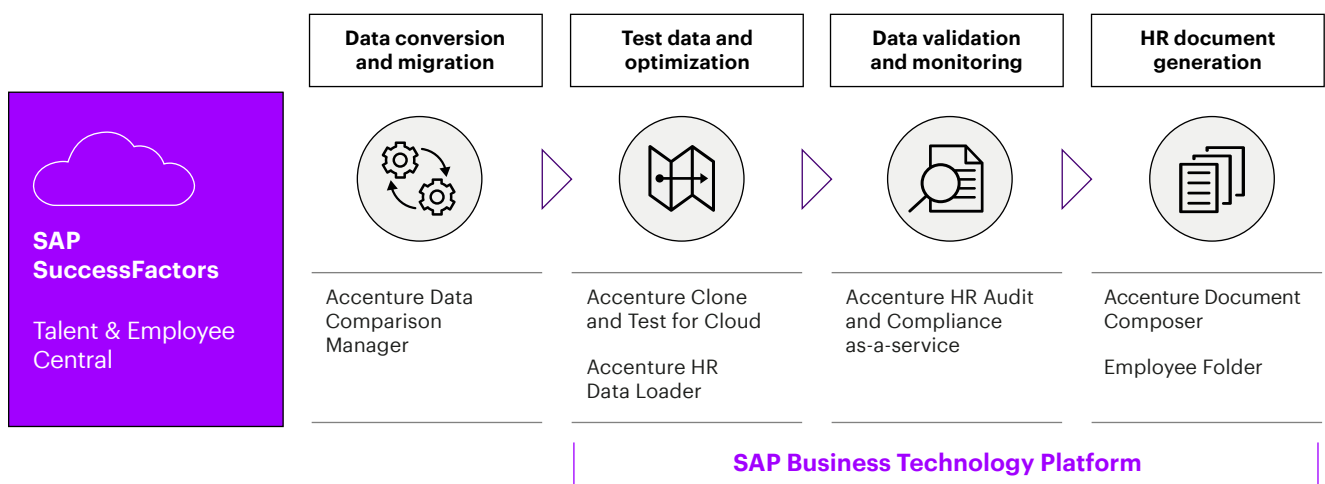 Data conversion
and migration
Test data and
optimization
Data validation
and monitoring
HR document
generation
SAP
SuccessFactors
Talent & Employee
Central
Accenture Data
Comparison
Manager
Accenture Clone
and Test for Cloud
Accenture HR
Data Loader
Accenture HR Audit
and Compliance
as-a-service
Accenture Document
Composer
Employee Folder
SAP Business Technology Platform